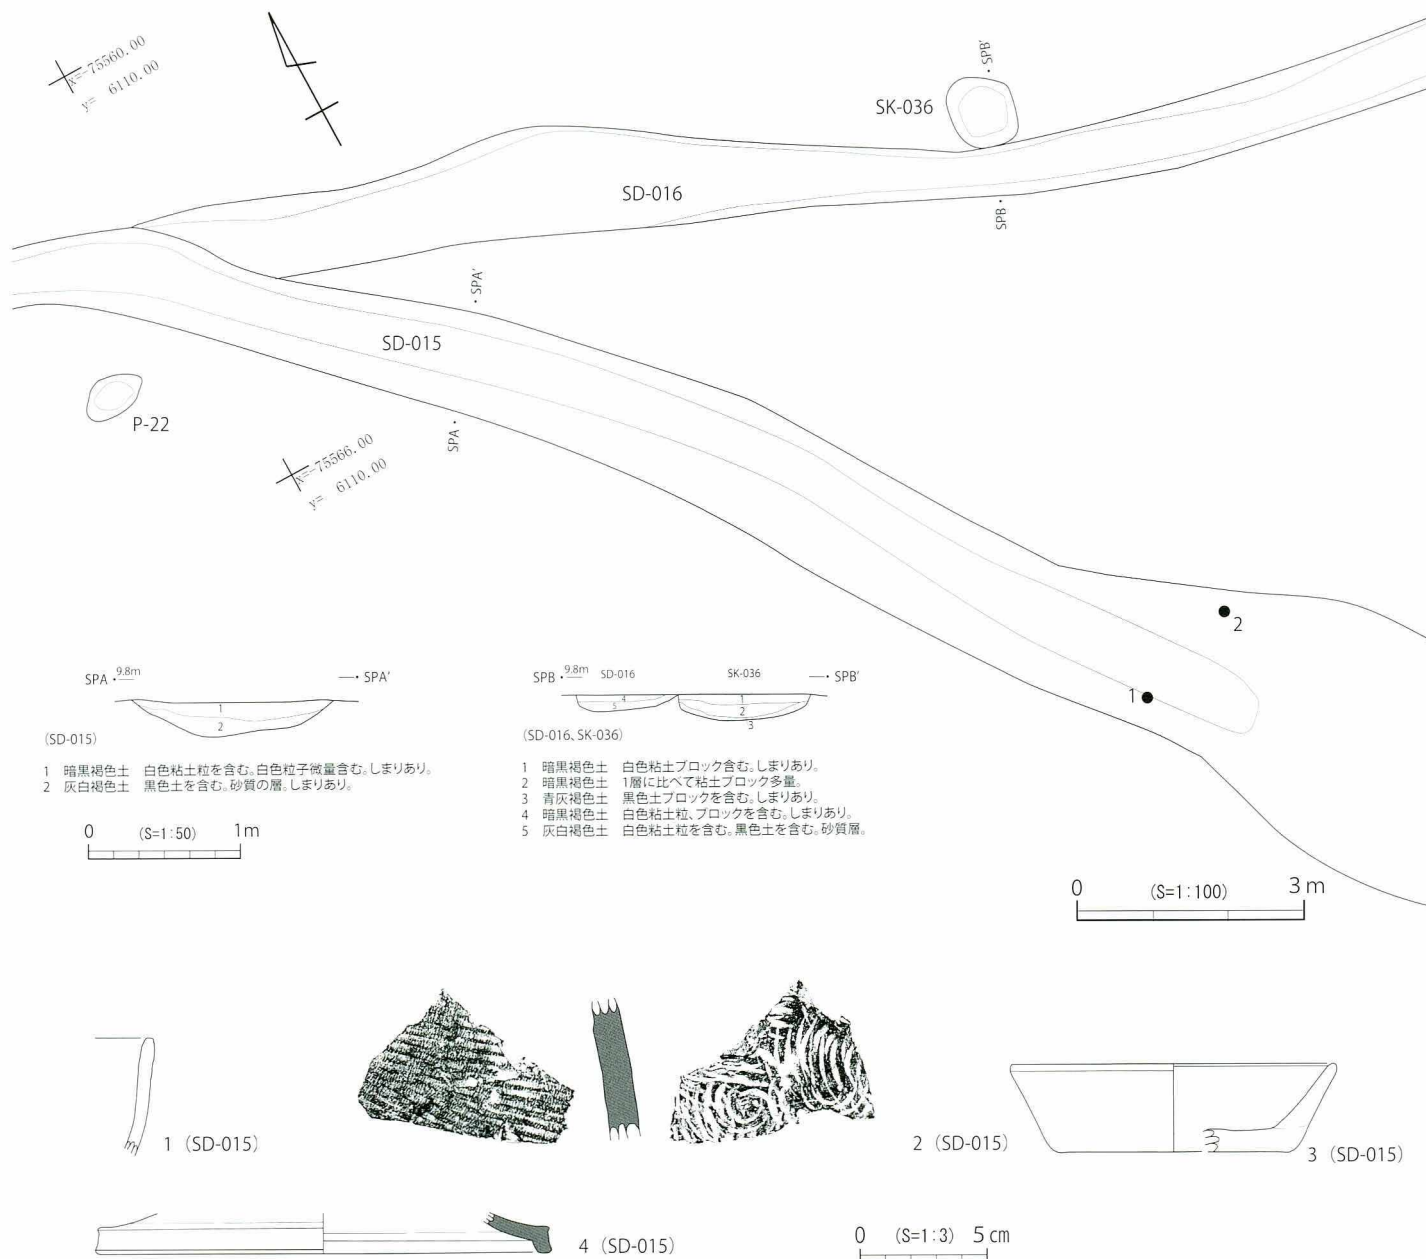 x=-75560.00
y= 6110.00
SPB'
SK-036
SD-016
SPB
SPA'
SD-015
P-22
SPA
x=-75566.00
y= 6110.00
2
1
SPA 9.8m SPA'
1
2
(SD-015)
1 暗黒褐色土 白色粘土粒を含む。白色粒子微量含む。しまりあり。
2 灰白褐色土 黒色土を含む。砂質の層。しまりあり。
0 (S=1:50) 1m
SPB 9.8m SD-016 SK-036 SPB'
4 1
5 2
3
(SD-016、SK-036)
1 暗黒褐色土 白色粘土ブロック含む。しまりあり。
2 暗黒褐色土 1層に比べて粘土ブロック多量。
3 青灰褐色土 黒色土ブロックを含む。しまりあり。
4 暗黒褐色土 白色粘土粒、ブロックを含む。しまりあり。
5 灰白褐色土 白色粘土粒を含む。黒色土を含む。砂質層。
0 (S=1:100) 3m
1 (SD-015)
2 (SD-015)
3 (SD-015)
4 (SD-015)
0 (S=1:3) 5cm